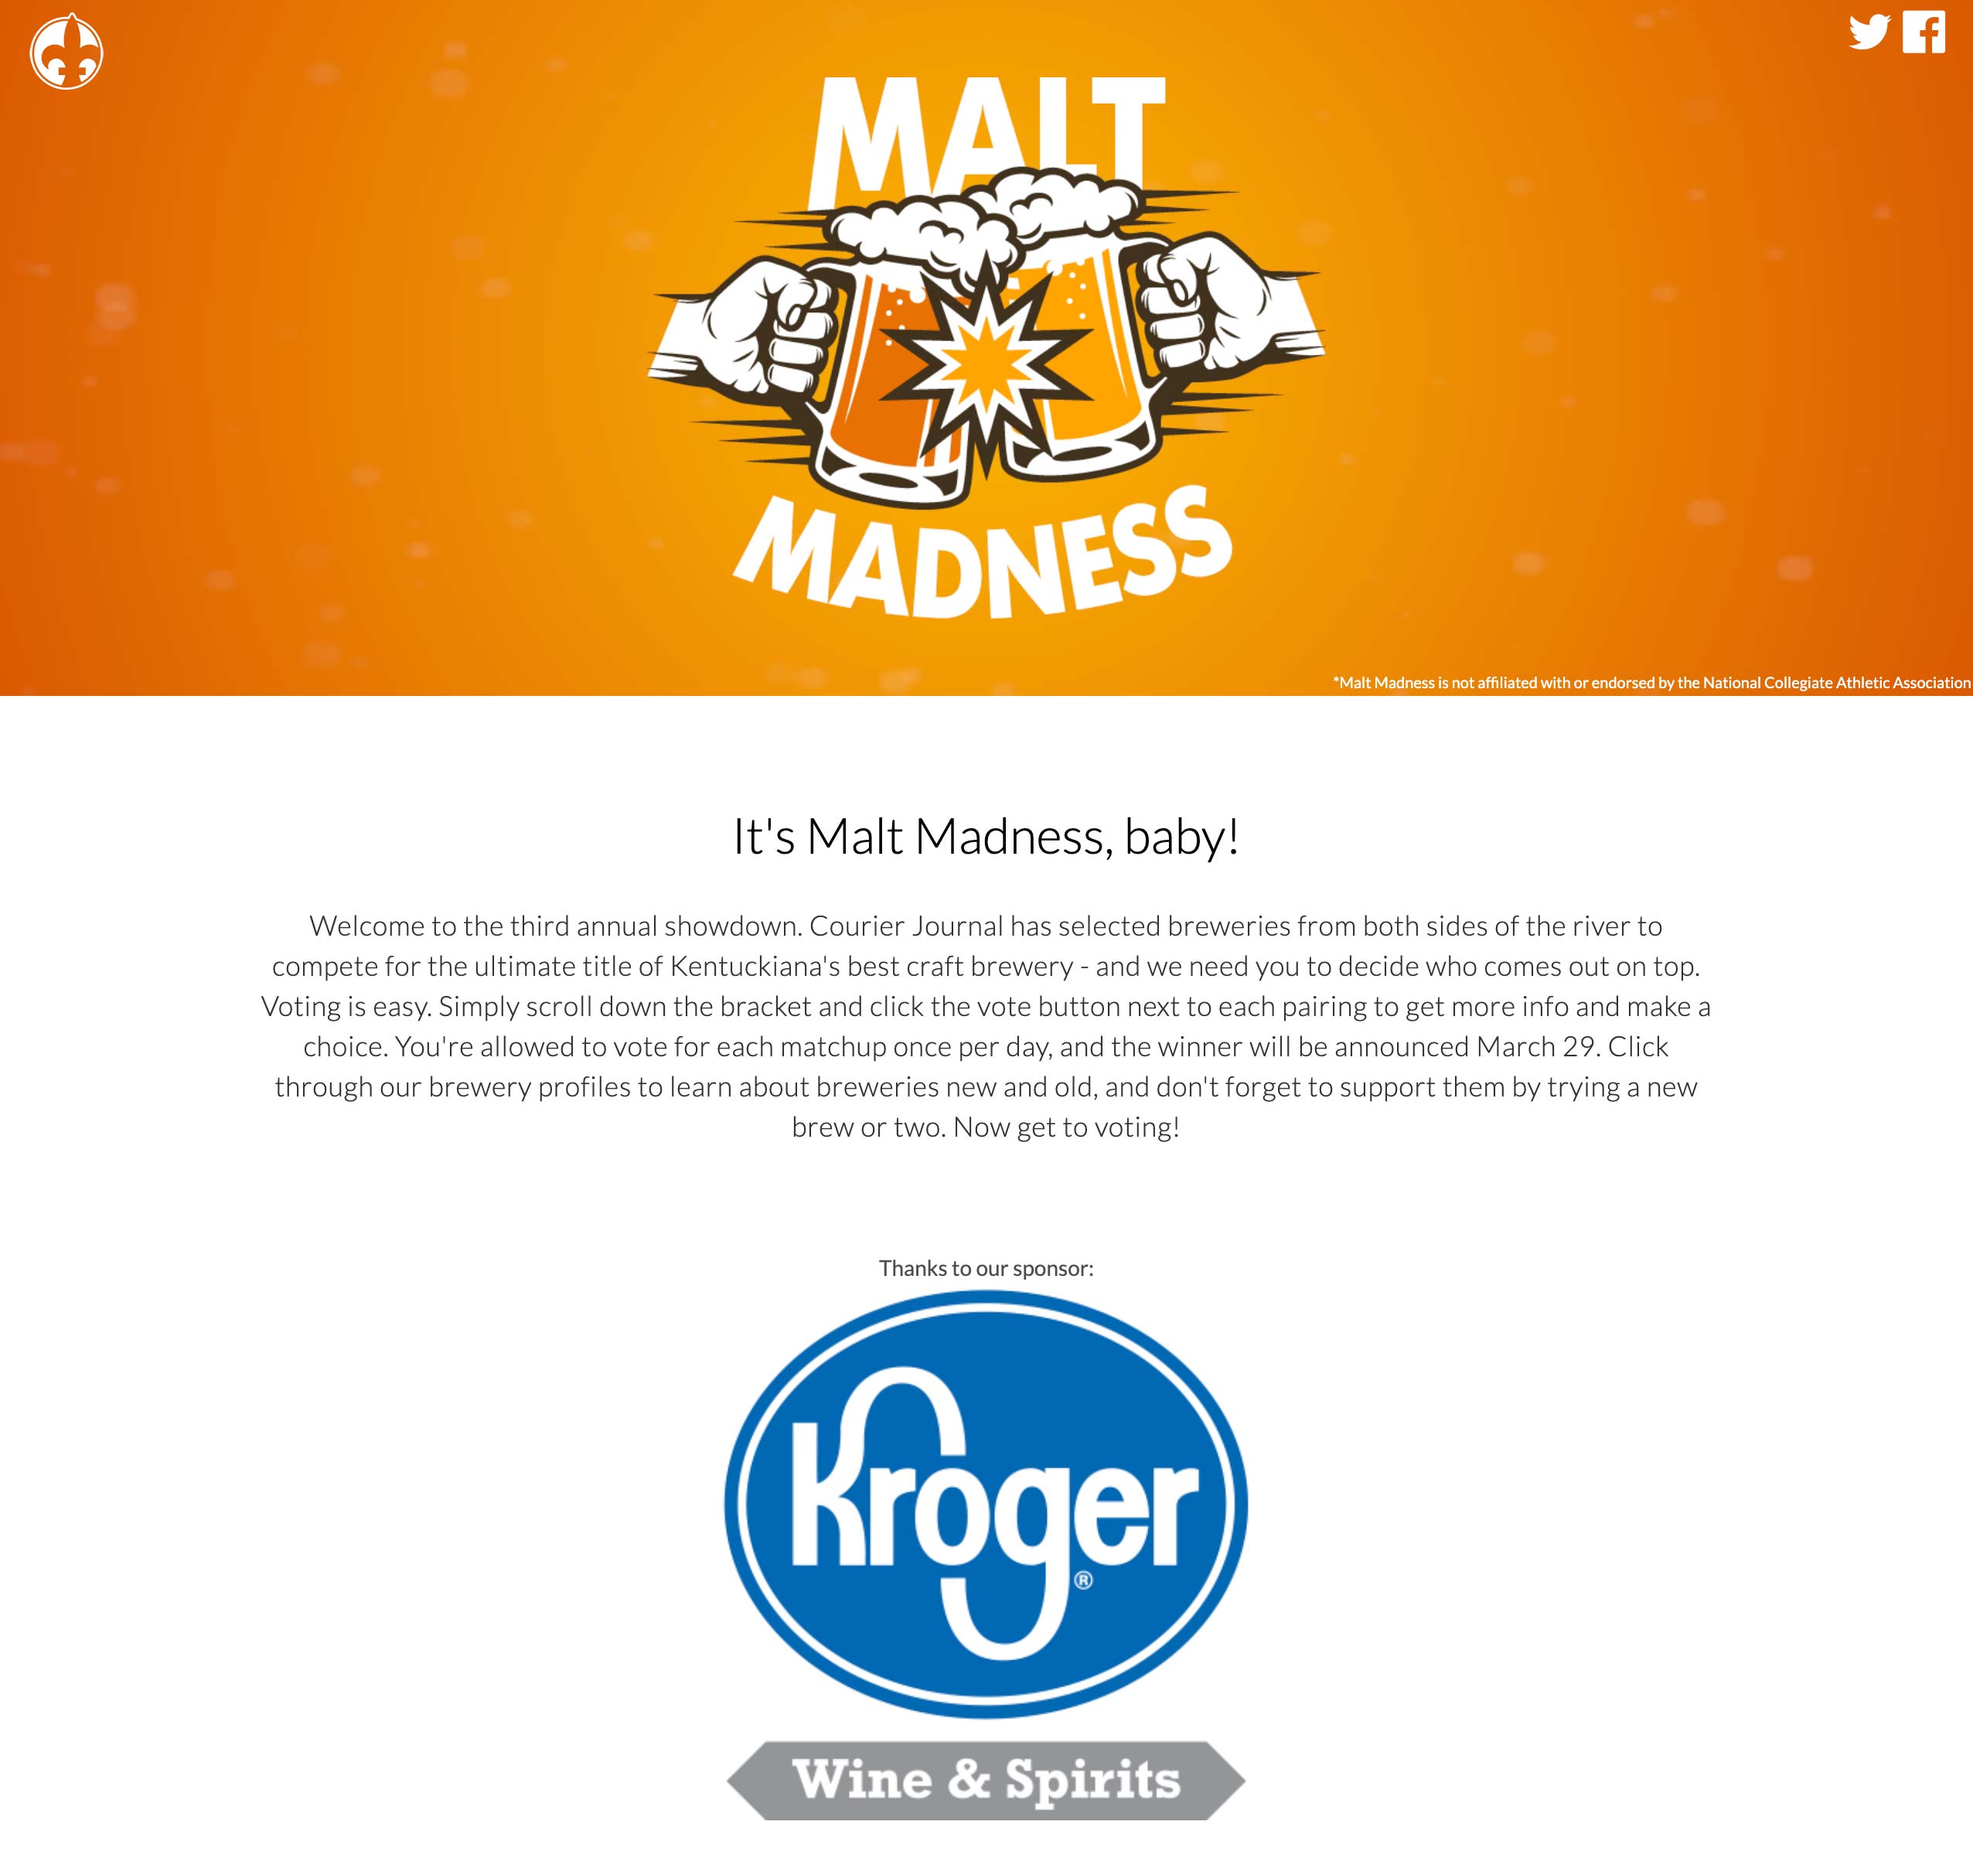 MALT
MADNESS
*Malt Madness is not affiliated with or endorsed by the National Collegiate Athletic Association
It's Malt Madness, baby!
Welcome to the third annual showdown. Courier Journal has selected breweries from both sides of the river to
compete for the ultimate title of Kentuckiana's best craft brewery - and we need you to decide who comes out on top.
Voting is easy. Simply scroll down the bracket and click the vote button next to each pairing to get more info and make a
choice. You're allowed to vote for each matchup once per day, and the winner will be announced March 29. Click
through our brewery profiles to learn about breweries new and old, and don't forget to support them by trying a new
brew or two. Now get to voting!
Thanks to our sponsor:
Kroger®
Wine & Spirits